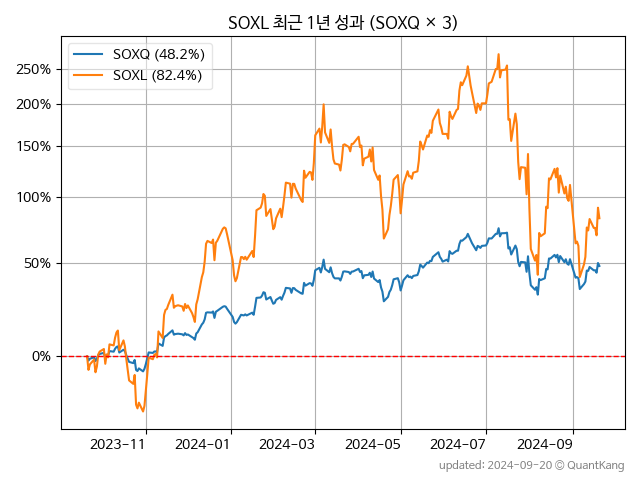 SOXL 최근 1년 성과 (SOXQ × 3)
SOXQ (48.2%)
SOXL (82.4%)
250%
200%
150%
100%
50%
0%
2023-11 2024-01 2024-03 2024-05 2024-07 2024-09
updated: 2024-09-20 © QuantKang